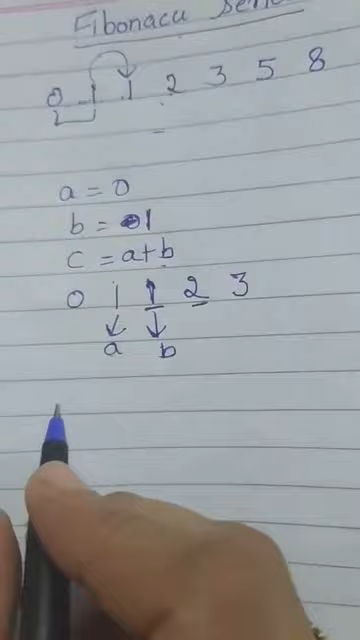 Fibonacci Seri
0 1 1 2 3 5 8
a = 0
b = 1
c = a+b
0 1 1 2 3
a b